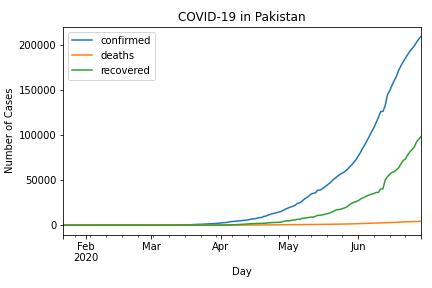 COVID-19 in Pakistan
confirmed
deaths
recovered
Number of Cases
200000
150000
100000
50000
0
Feb
2020
Mar
Apr
May
Jun
Day